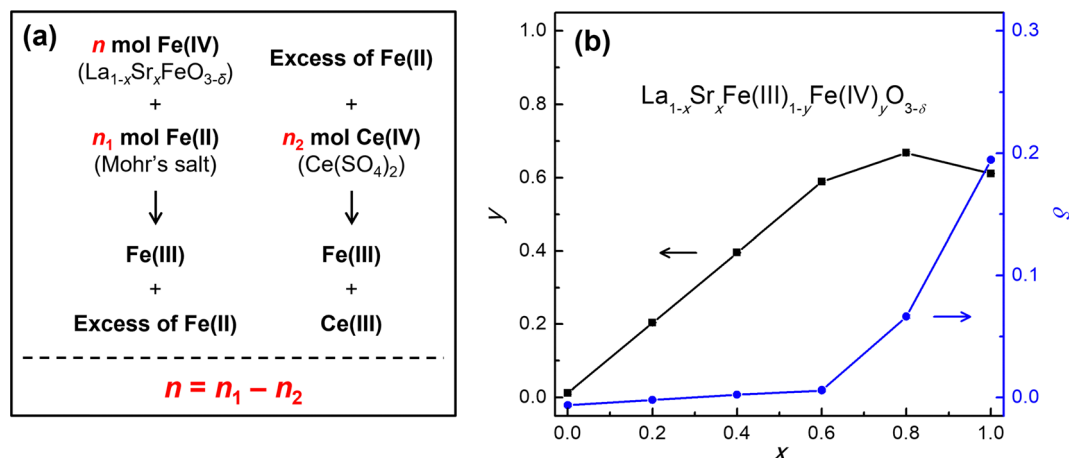 (a)
n mol Fe(IV)
(La₁₋ₓSrₓFeO₃₋δ)
+
n₁ mol Fe(II)
(Mohr's salt)
Fe(III)
+
Excess of Fe(II)
Excess of Fe(II)
+
n₂ mol Ce(IV)
(Ce(SO₄)₂)
Fe(III)
+
Ce(III)
n = n₁ – n₂
(b)
La₁₋ₓSrₓFe(III)₁₋yFe(IV)yO₃₋δ
y
1.0
0.8
0.6
0.4
0.2
0.0
0.0 0.2 0.4 0.6 0.8 1.0
x
0.3
0.2
0.1
0.0
δ